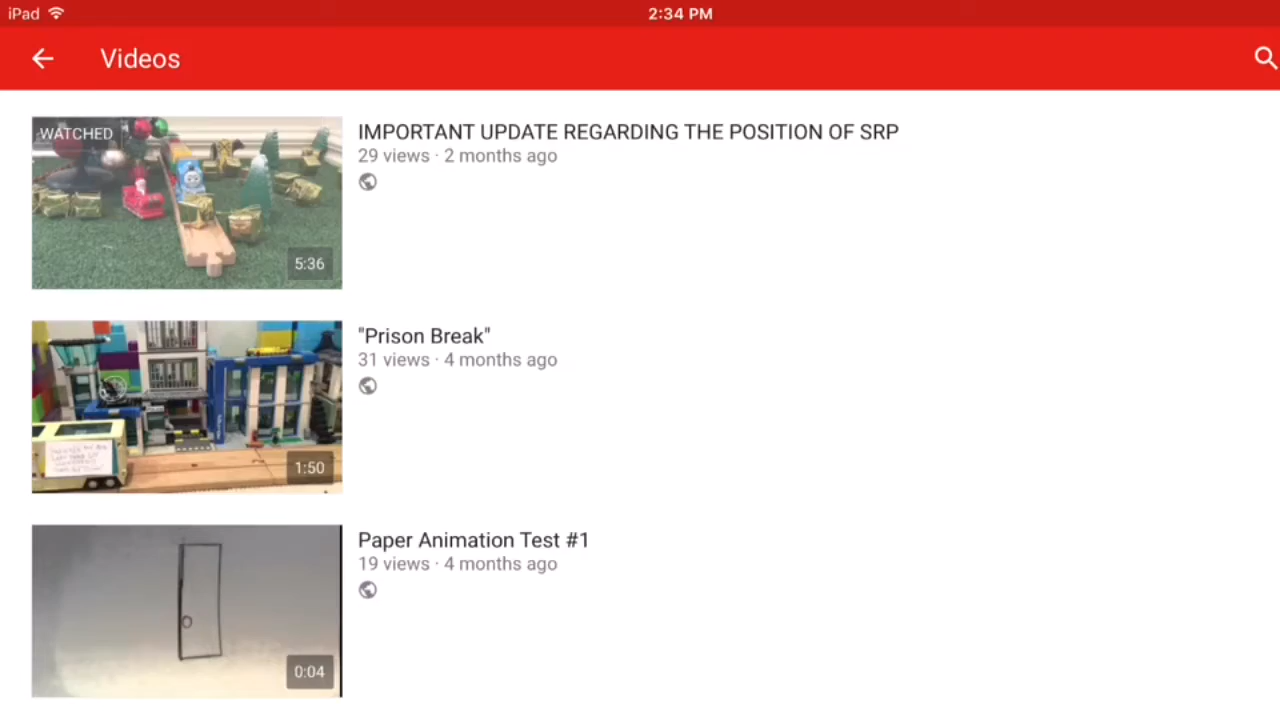 iPad
2:34 PM
Videos
WATCHED
5:36
IMPORTANT UPDATE REGARDING THE POSITION OF SRP
29 views · 2 months ago
1:50
"Prison Break"
31 views · 4 months ago
0:04
Paper Animation Test #1
19 views · 4 months ago